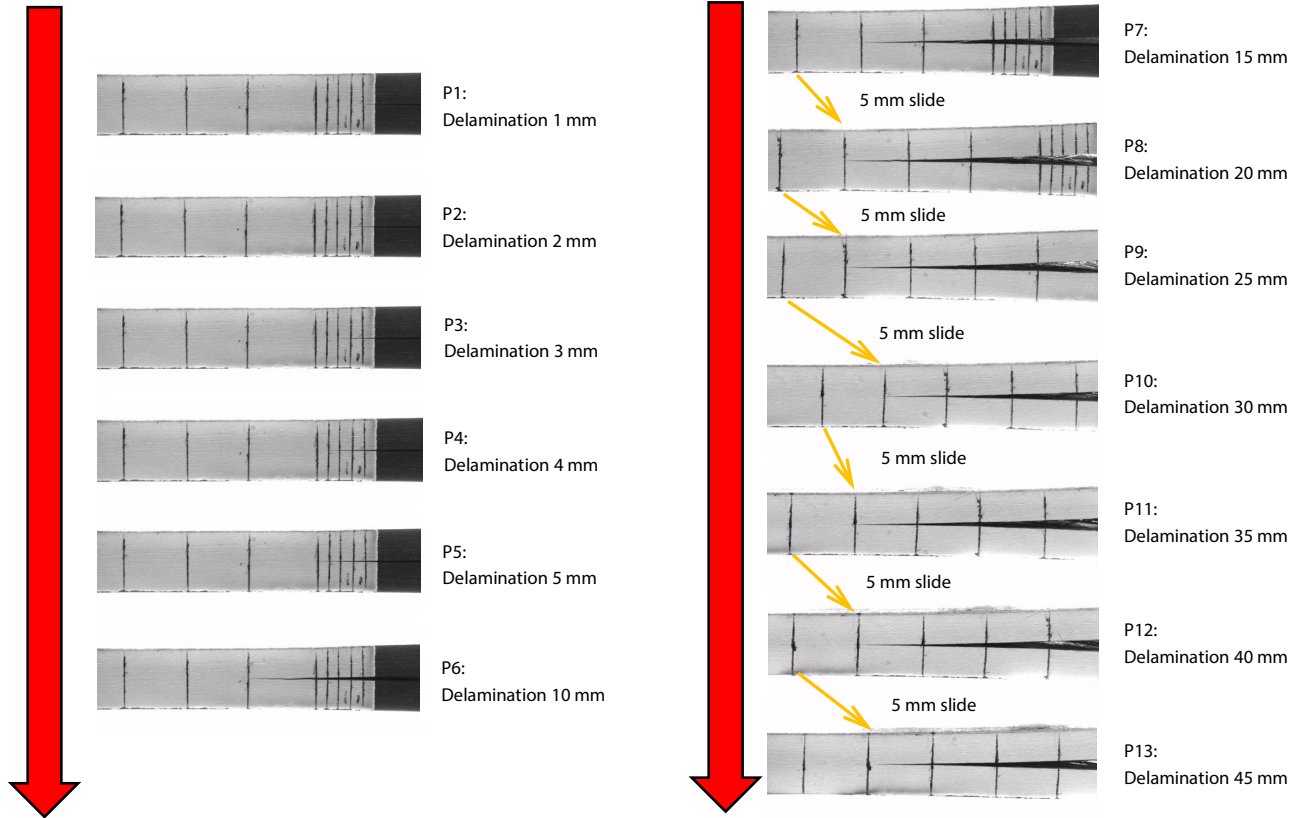 P1:
Delamination 1 mm
P2:
Delamination 2 mm
P3:
Delamination 3 mm
P4:
Delamination 4 mm
P5:
Delamination 5 mm
P6:
Delamination 10 mm
P7:
Delamination 15 mm
5 mm slide
P8:
Delamination 20 mm
5 mm slide
P9:
Delamination 25 mm
5 mm slide
P10:
Delamination 30 mm
5 mm slide
P11:
Delamination 35 mm
5 mm slide
P12:
Delamination 40 mm
5 mm slide
P13:
Delamination 45 mm